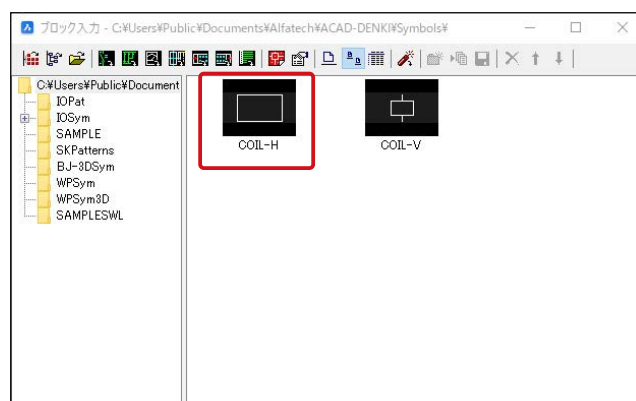 ブロック入力 - C:¥Users¥Public¥Documents¥Alfatech¥ACAD-DENKI¥Symbols¥
C:¥Users¥Public¥Document
IOPat
IOSym
SAMPLE
SKPatterns
BJ-3DSym
WPSym
WPSym3D
SAMPLESWL
COIL-H
COIL-V